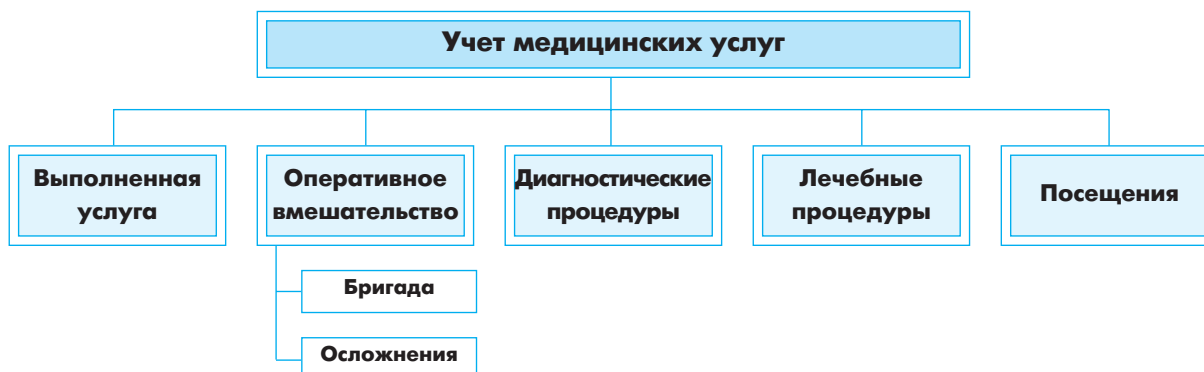 Учет медицинских услуг
Выполненная
услуга
Оперативное
вмешательство
Диагностические
процедуры
Лечебные
процедуры
Посещения
Бригада
Осложнения